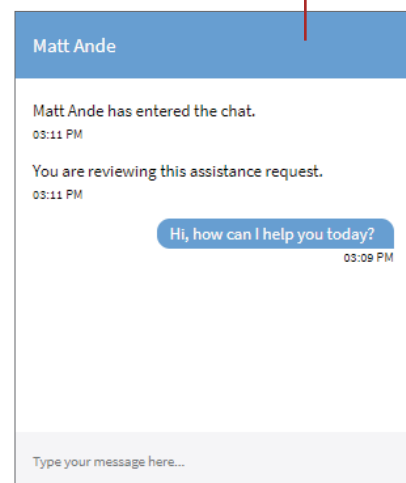 Matt Ande
Matt Ande has entered the chat.
03:11 PM
You are reviewing this assistance request.
03:11 PM
Hi, how can I help you today?
03:09 PM
Type your message here...